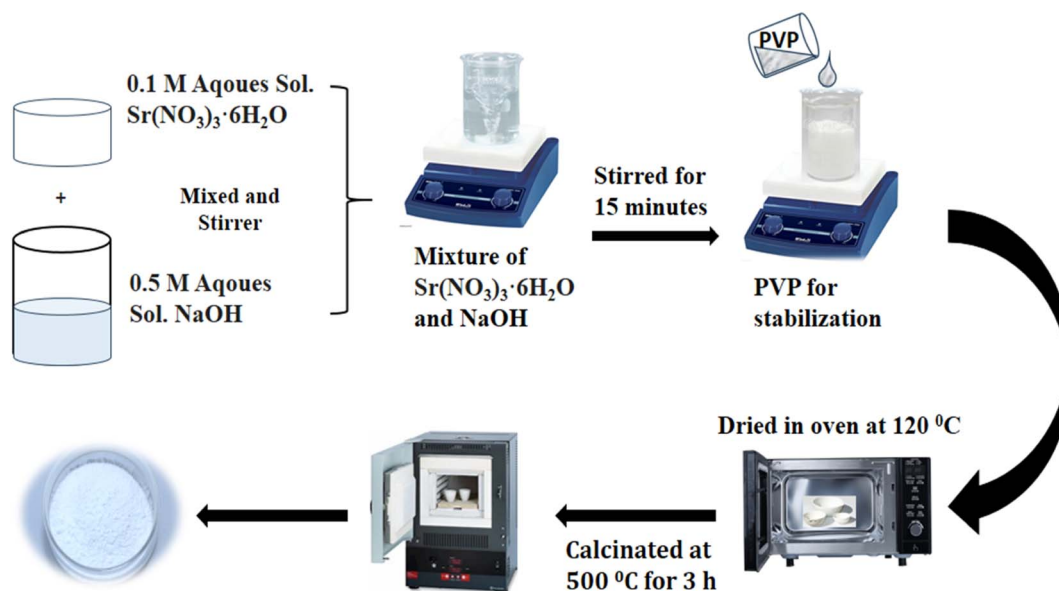 0.1 M Aqoues Sol.
Sr(NO₃)₃·6H₂O
+
Mixed and
Stirrer
0.5 M Aqoues
Sol. NaOH
Mixture of
Sr(NO₃)₃·6H₂O
and NaOH
Stirred for
15 minutes
PVP
PVP for
stabilization
Dried in oven at 120 ⁰C
Calcinated at
500 ⁰C for 3 h